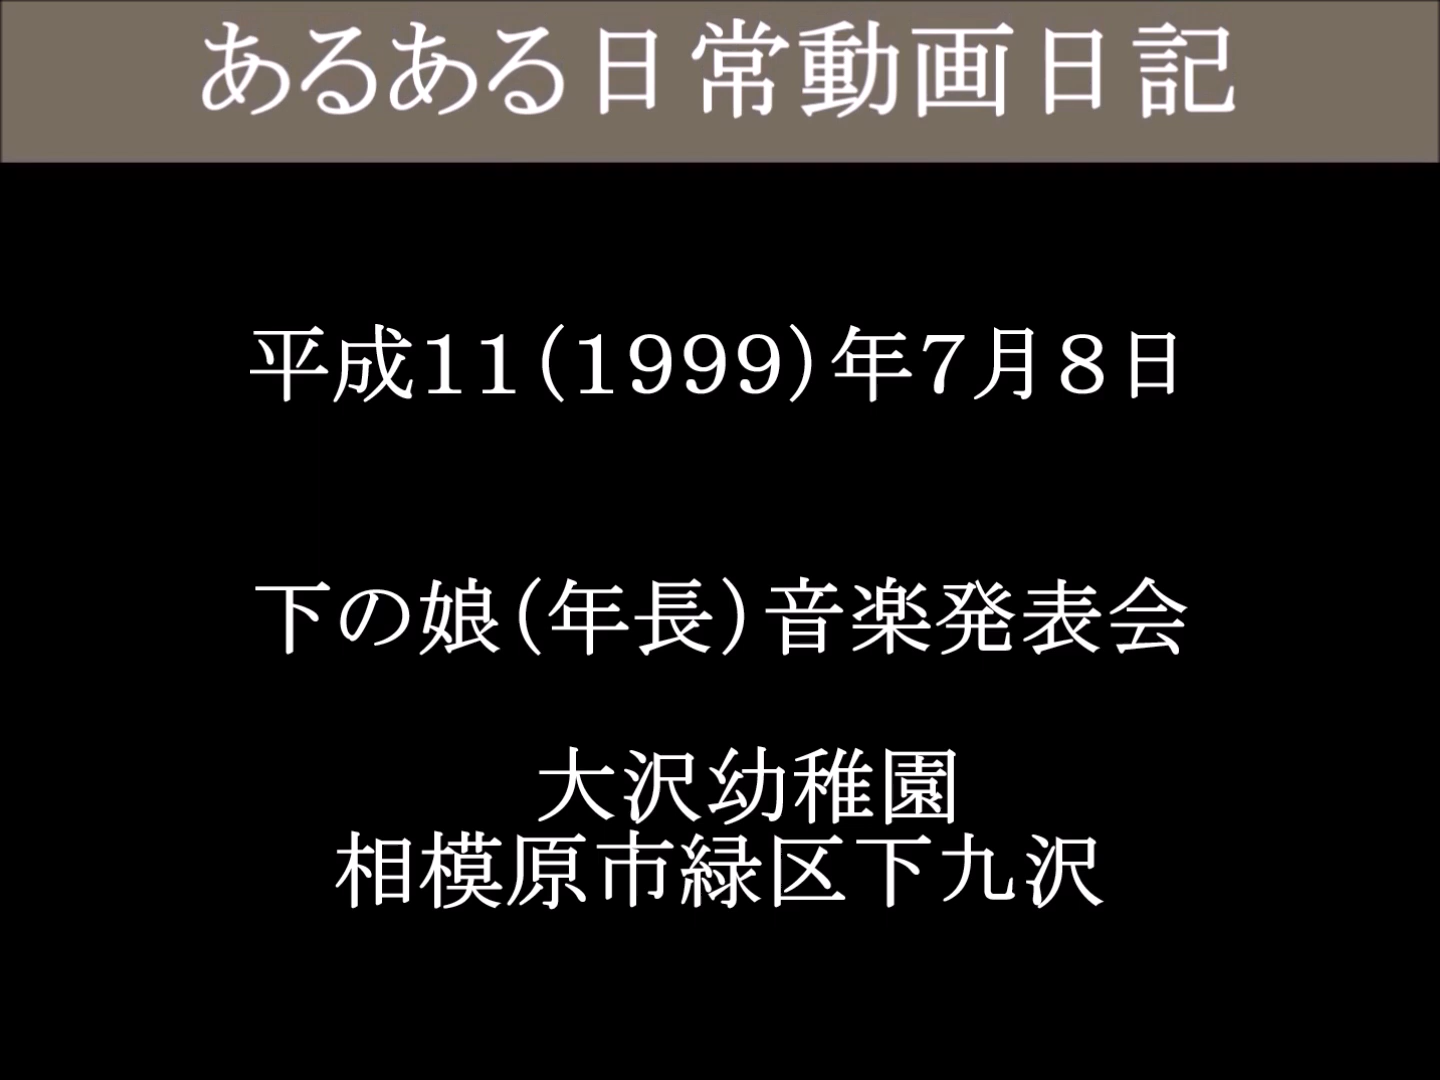 あるある日常動画日記
平成11(1999)年7月8日
下の娘(年長)音楽発表会
大沢幼稚園
相模原市緑区下九沢